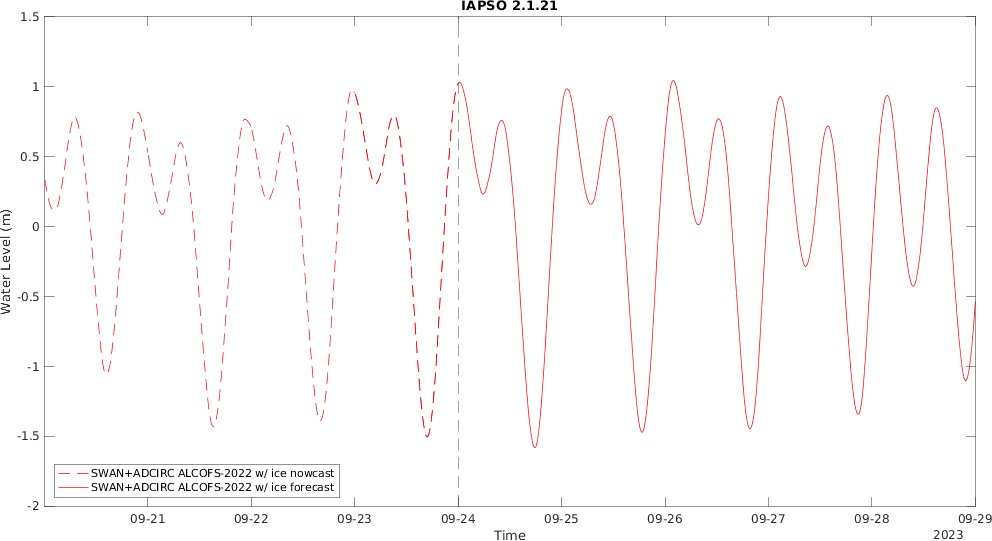 IAPSO 2.1.21
1.5
1
0.5
0
-0.5
-1
-1.5
-2
Water Level (m)
SWAN+ADCIRC ALCOFS-2022 w/ ice nowcast
SWAN+ADCIRC ALCOFS-2022 w/ ice forecast
09-21 09-22 09-23 09-24 09-25 09-26 09-27 09-28 09-29
Time
2023